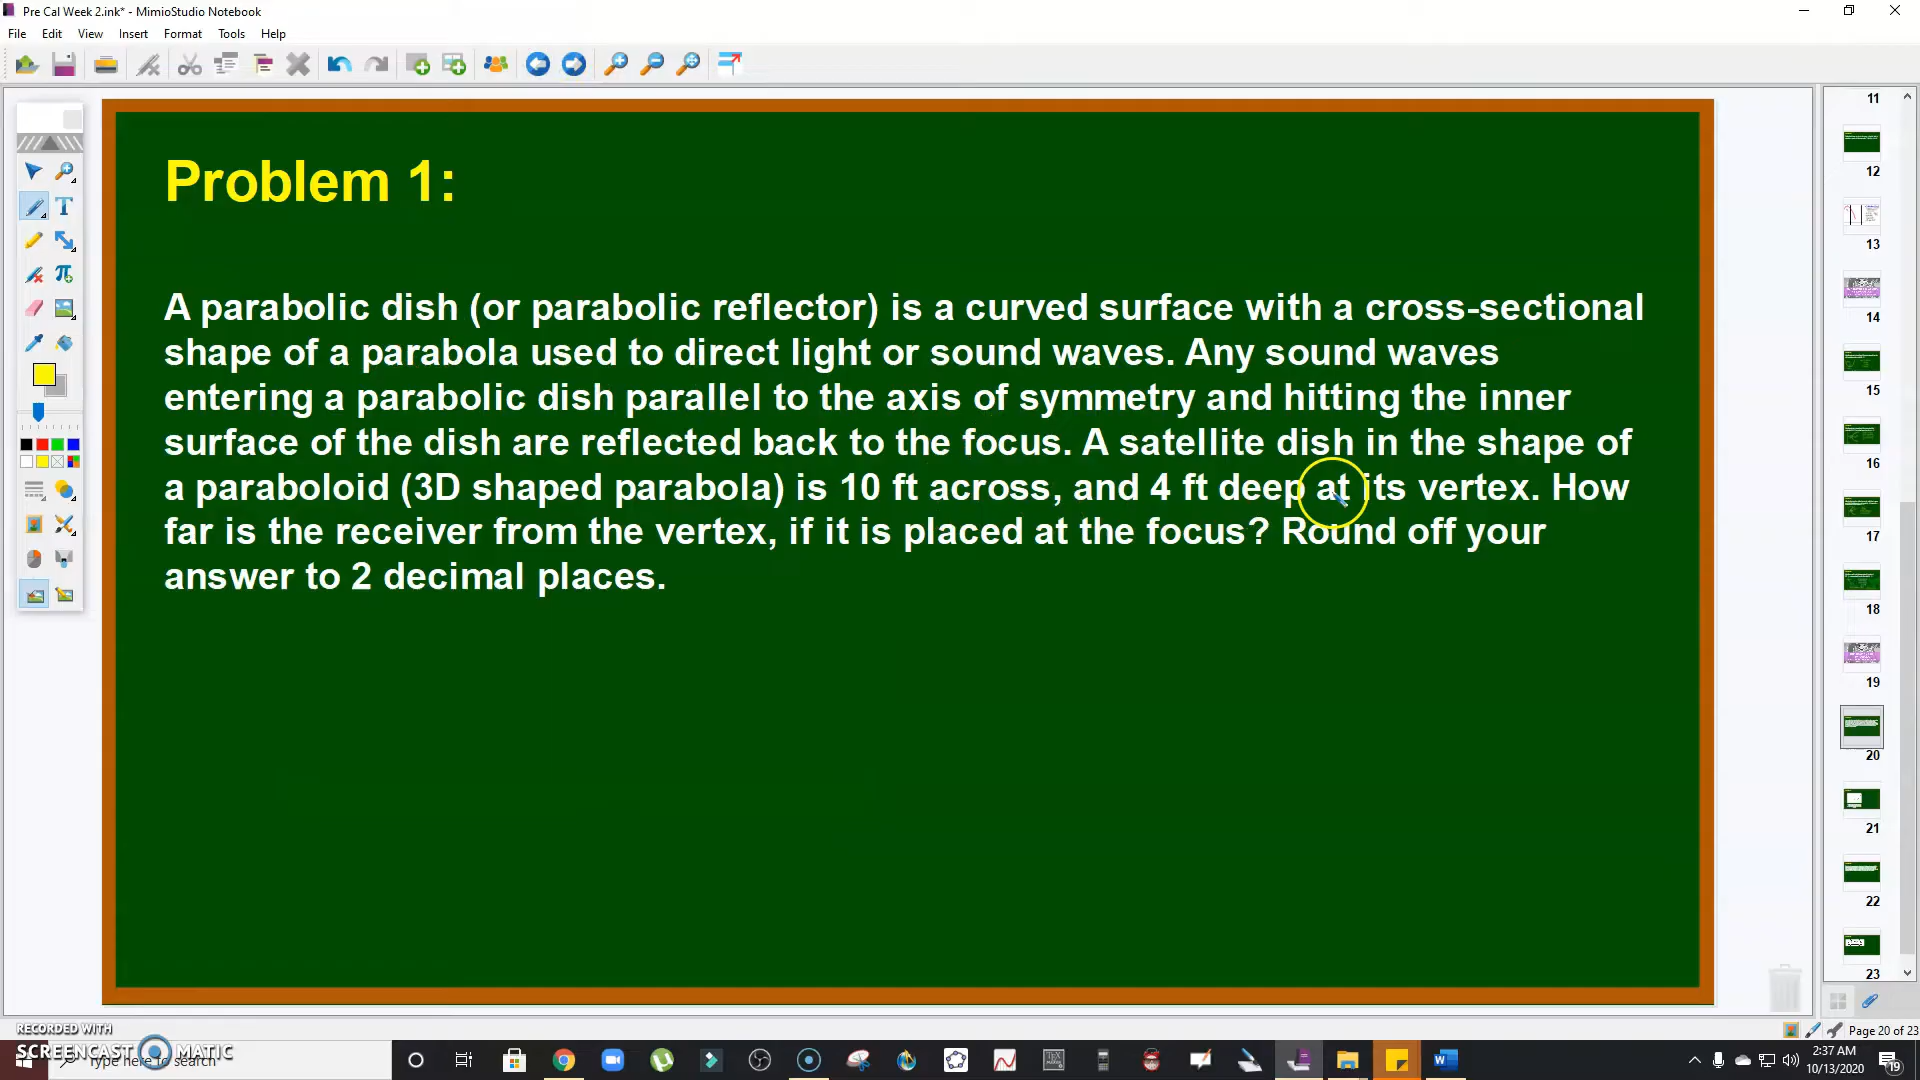 Pre Cal Week 2.ink* - MimioStudio Notebook
File Edit View Insert Format Tools Help
Problem 1:
A parabolic dish (or parabolic reflector) is a curved surface with a cross-sectional
shape of a parabola used to direct light or sound waves. Any sound waves
entering a parabolic dish parallel to the axis of symmetry and hitting the inner
surface of the dish are reflected back to the focus. A satellite dish in the shape of
a paraboloid (3D shaped parabola) is 10 ft across, and 4 ft deep at its vertex. How
far is the receiver from the vertex, if it is placed at the focus? Round off your
answer to 2 decimal places.
11
12
13
14
15
16
17
18
19
20
21
22
23
Page 20 of 23
RECORDED WITH
SCREENCAST MATIC
Type here to search
2:37 AM
10/13/2020
19